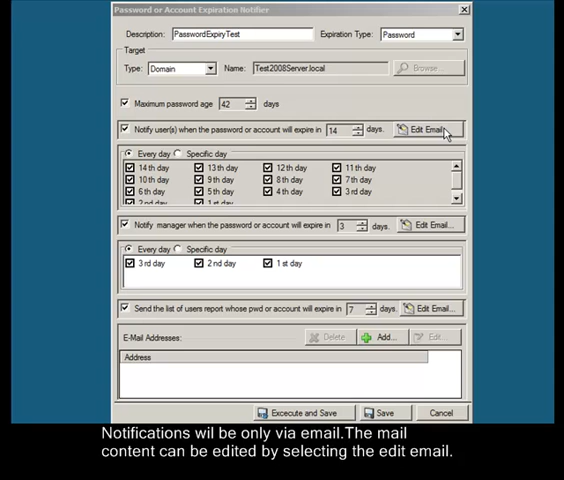 Password or Account Expiration Notifier
Description: PasswordExpiryTest Expiration Type: Password
Target
Type: Domain Name: Test2008Server.local Browse...
Maximum password age 42 days
Notify user(s) when the password or account will expire in 14 days. Edit Email...
Every day Specific day
14 th day 13 th day 12 th day 11 th day
10 th day 9 th day 8 th day 7 th day
6 th day 5 th day 4 th day 3 rd day
2 nd day 1 st day
Notify manager when the password or account will expire in 3 days. Edit Email...
Every day Specific day
3 rd day 2 nd day 1 st day
Send the list of users report whose pwd or account will expire in 7 days. Edit Email...
E-Mail Addresses: Delete Add... Edit...
Address
Excecute and Save Save Cancel
Notifications wil be only via email.The mail
content can be edited by selecting the edit email.